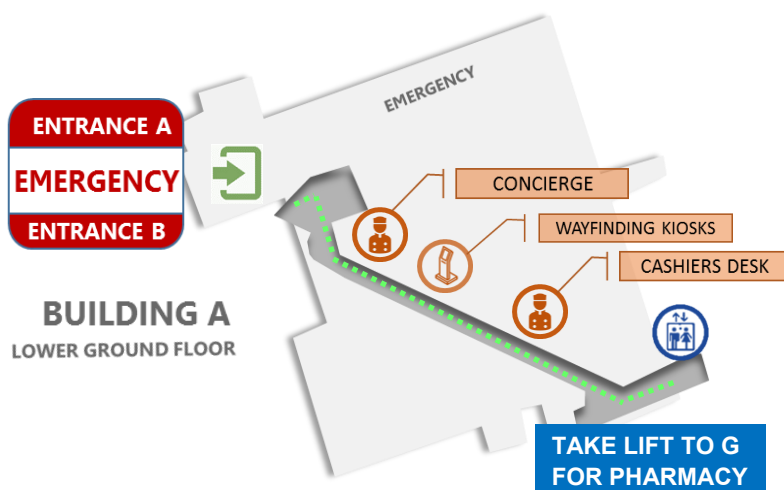 EMERGENCY
ENTRANCE A
EMERGENCY
ENTRANCE B
CONCIERGE
WAYFINDING KIOSKS
CASHIERS DESK
BUILDING A
LOWER GROUND FLOOR
TAKE LIFT TO G
FOR PHARMACY